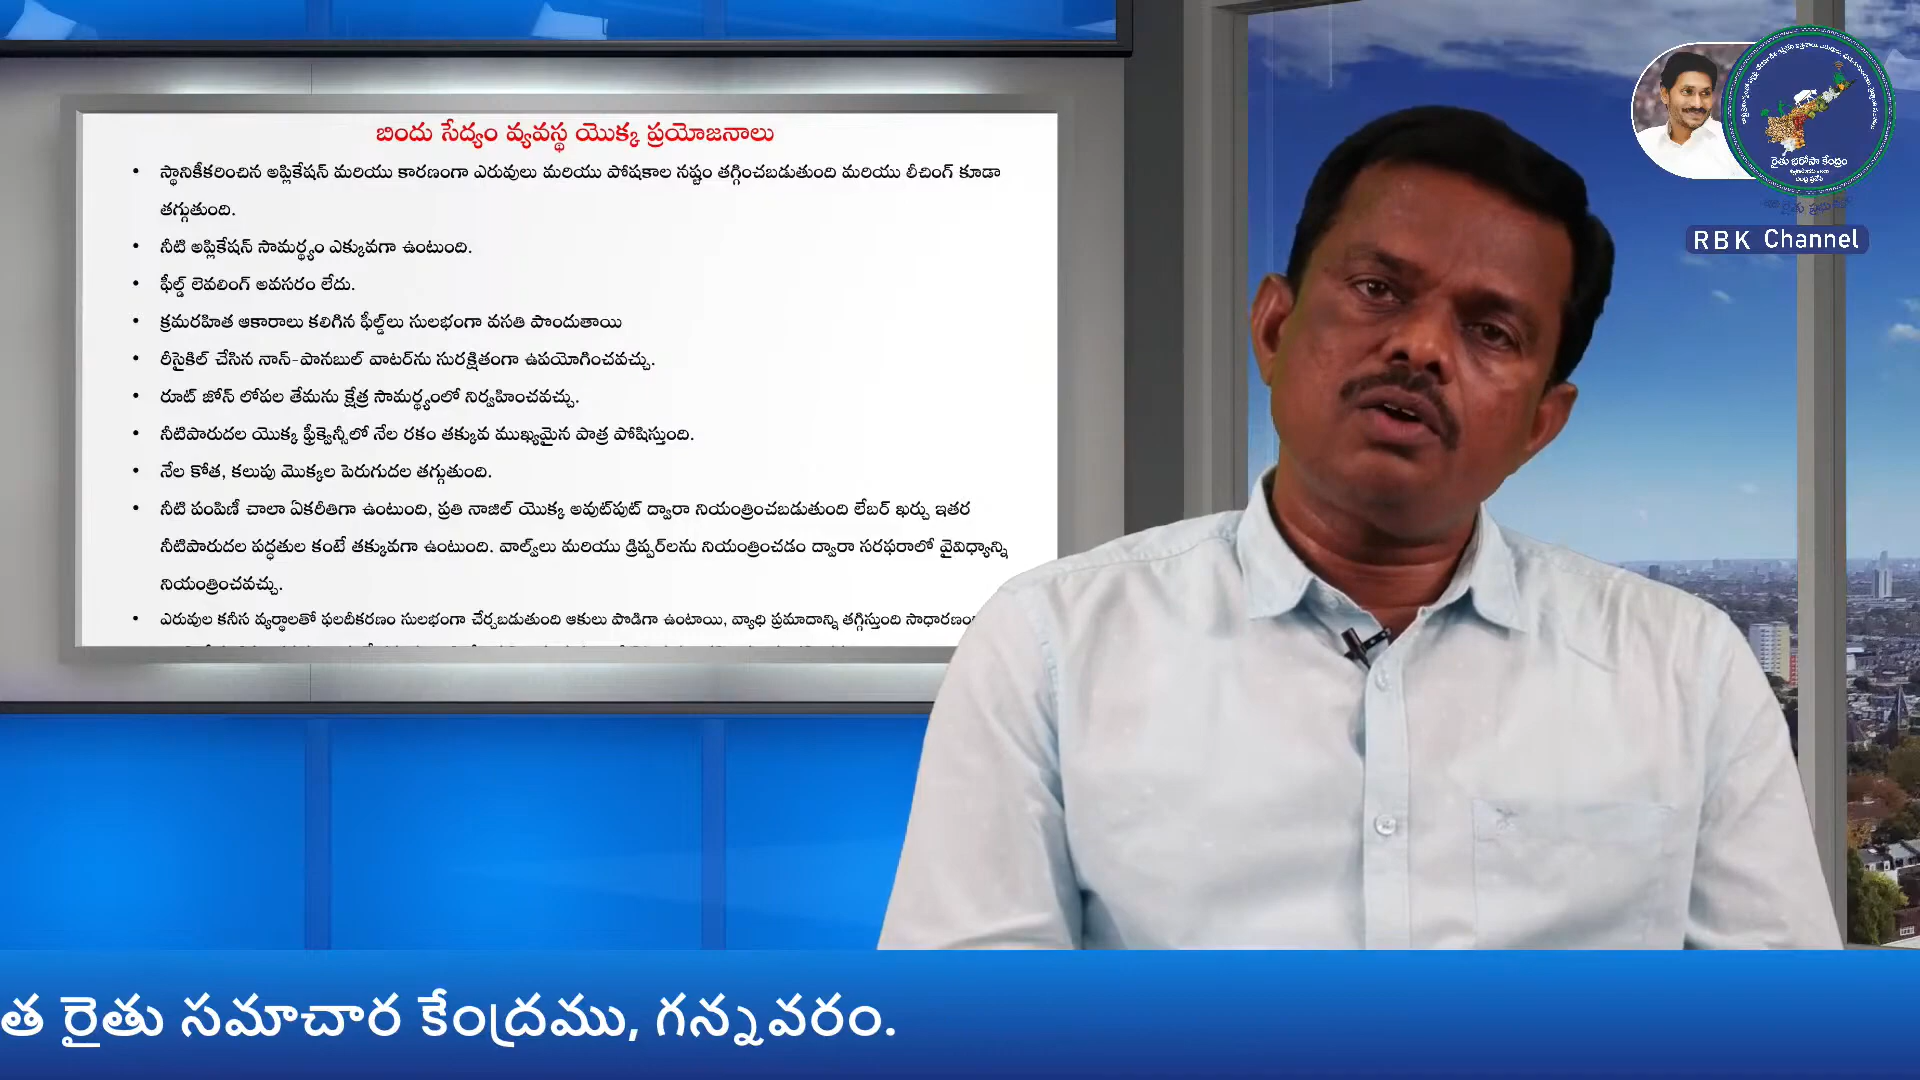 బిందు సేద్యం వ్యవస్థ యొక్క ప్రయోజనాలు
• స్థానికీకరించిన అప్లికేషన్ మరియు కారణంగా ఎరువులు మరియు పోషకాల నష్టం తగ్గించబడుతుంది మరియు లీచింగ్ కూడా
తగ్గుతుంది.
• నీటి అప్లికేషన్ సామర్థ్యం ఎక్కువగా ఉంటుంది.
• ఫీల్డ్ లెవలింగ్ అవసరం లేదు.
• క్రమరహిత ఆకారాలు కలిగిన ఫీల్డ్‌లు సులభంగా వసతి పొందుతాయి
• రీసైకిల్ చేసిన నాన్-పానబుల్ వాటర్‌ను సురక్షితంగా ఉపయోగించవచ్చు.
• రూట్ జోన్ లోపల తేమను క్షేత్ర సామర్థ్యంలో నిర్వహించవచ్చు.
• నీటిపారుదల యొక్క ఫ్రీక్వెన్సీలో నేల రకం తక్కువ ముఖ్యమైన పాత్ర పోషిస్తుంది.
• నేల కోత, కలుపు మొక్కల పెరుగుదల తగ్గుతుంది.
• నీటి పంపిణీ చాలా ఏకరీతిగా ఉంటుంది, ప్రతి నాజిల్ యొక్క అవుట్‌పుట్ ద్వారా నియంత్రించబడుతుంది లేబర్ ఖర్చు ఇతర
నీటిపారుదల పద్ధతుల కంటే తక్కువగా ఉంటుంది. వాల్వ్‌లు మరియు డ్రిప్పర్‌లను నియంత్రించడం ద్వారా సరఫరాలో వైవిధ్యాన్ని
నియంత్రించవచ్చు.
• ఎరువుల కనీస వ్యర్థాలతో ఫలదీకరణం సులభంగా చేర్చబడుతుంది ఆకులు పొడిగా ఉంటాయి, వ్యాధి ప్రమాదాన్ని తగ్గిస్తుంది
రైతు భరోసా కేంద్రం
RBK Channel
త రైతు సమాచార కేంద్రము, గన్నవరం.